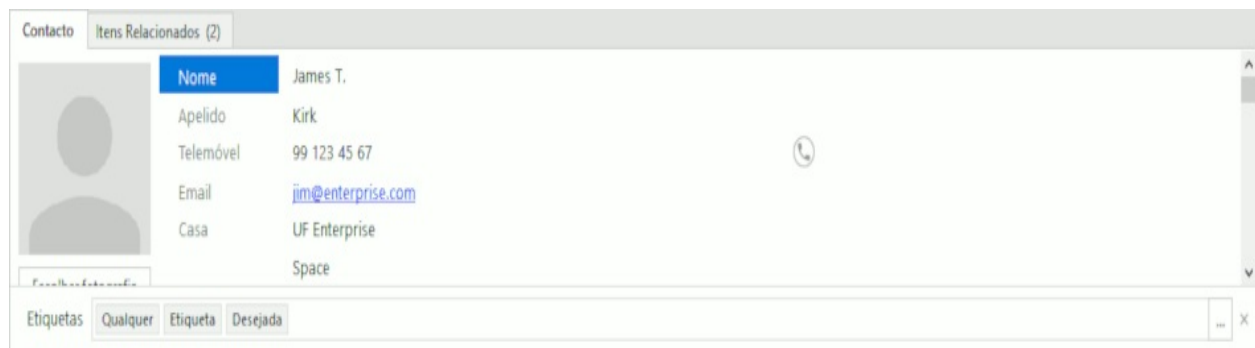 Contacto Itens Relacionados (2)
Nome James T.
Apelido Kirk
Telemóvel 99 123 45 67
Email jim@enterprise.com
Casa UF Enterprise
Space
Etiquetas Qualquer Etiqueta Desejada ...